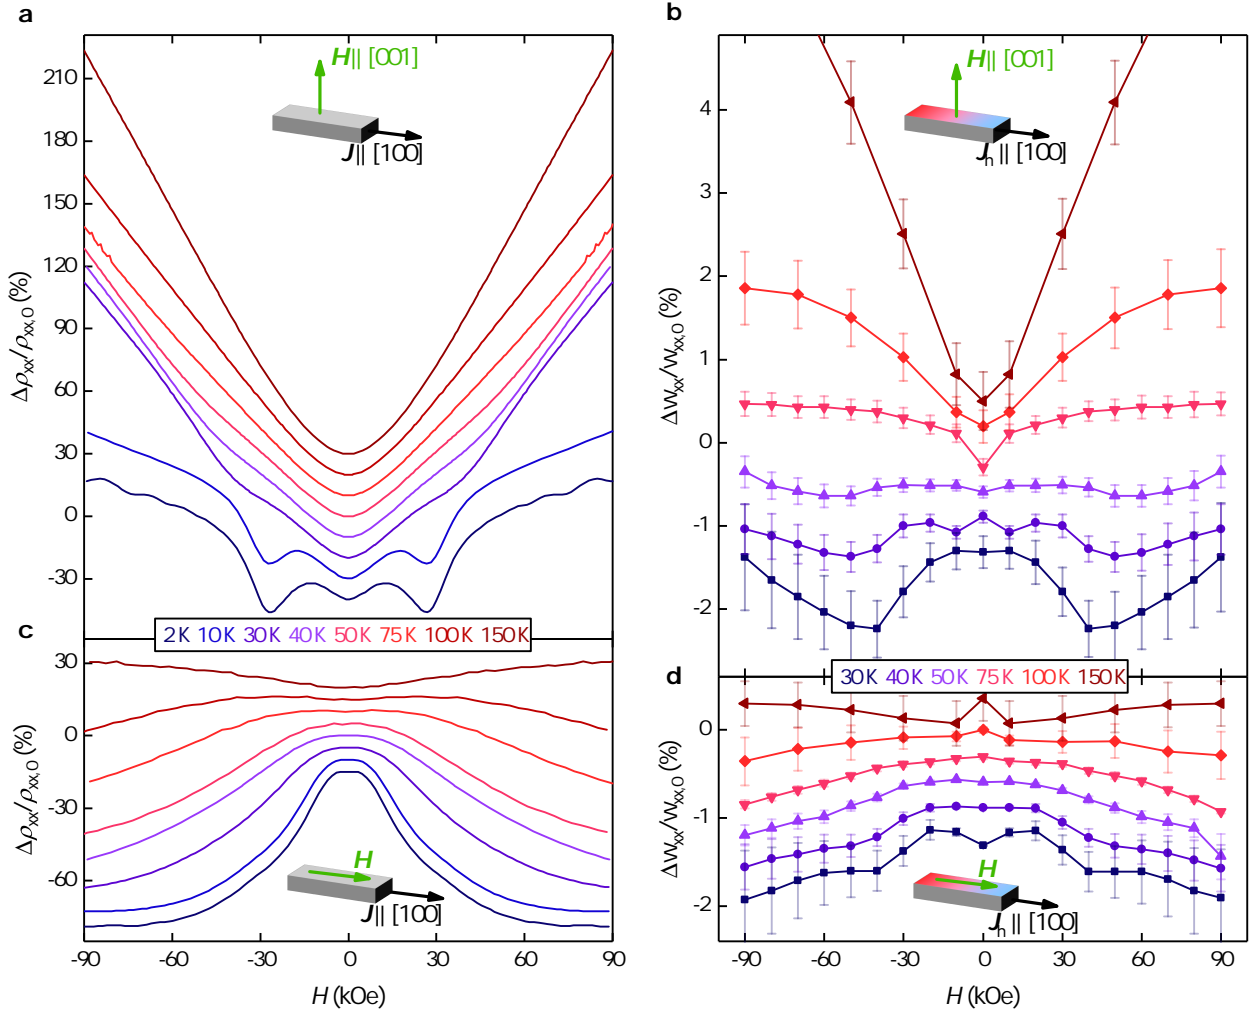 a
H|| [001]
J|| [100]
210
180
150
120
90
60
30
0
-30
Δρxx/ρxx,0 (%)
b
H|| [001]
Jh || [100]
4
3
2
1
0
-1
-2
Δwxx/wxx,0 (%)
2K 10K 30K 40K 50K 75K 100K 150K
c
30
0
-30
-60
Δρxx/ρxx,0 (%)
H
J|| [100]
-90 -60 -30 0 30 60 90
H (kOe)
30K 40K 50K 75K 100K 150K
d
0
-1
-2
Δwxx/wxx,0 (%)
H
Jh || [100]
-90 -60 -30 0 30 60 90
H (kOe)